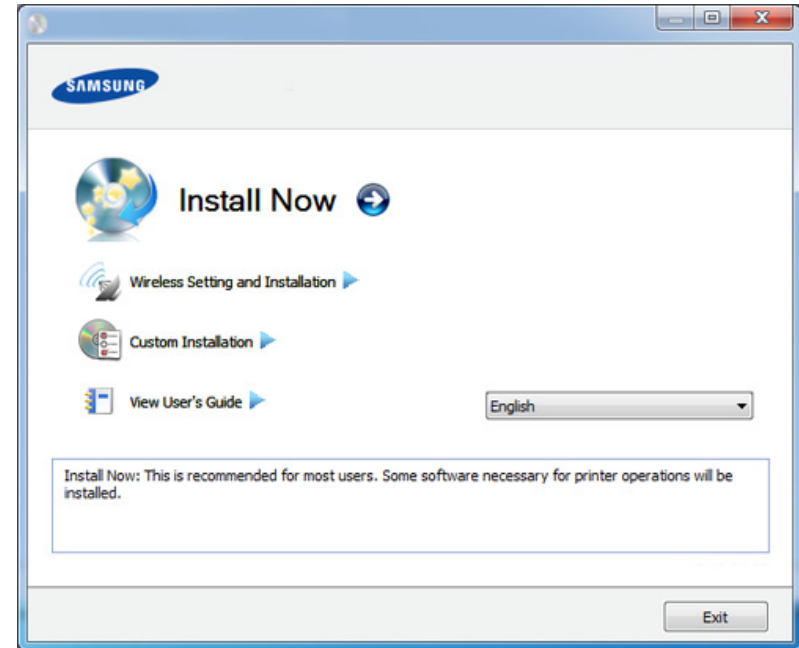 SAMSUNG
Install Now
Wireless Setting and Installation
Custom Installation
View User's Guide
English
Install Now: This is recommended for most users. Some software necessary for printer operations will be
installed.
Exit